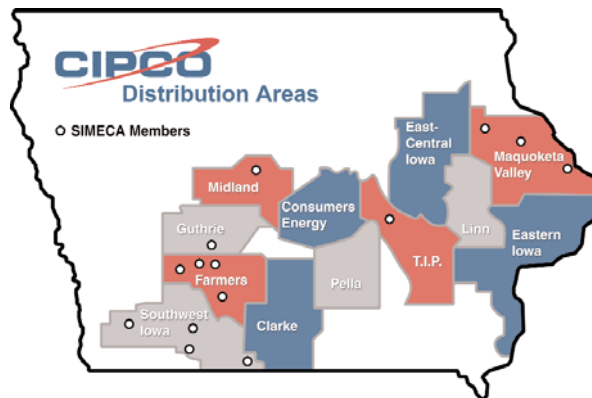 CIPCO
Distribution Areas
SIMECA Members
East-
Central
Iowa
Maquoketa
Valley
Midland
Consumers
Energy
Guthrie
Linn
Eastern
Iowa
T.I.P.
Farmers
Pella
Southwest
Iowa
Clarke